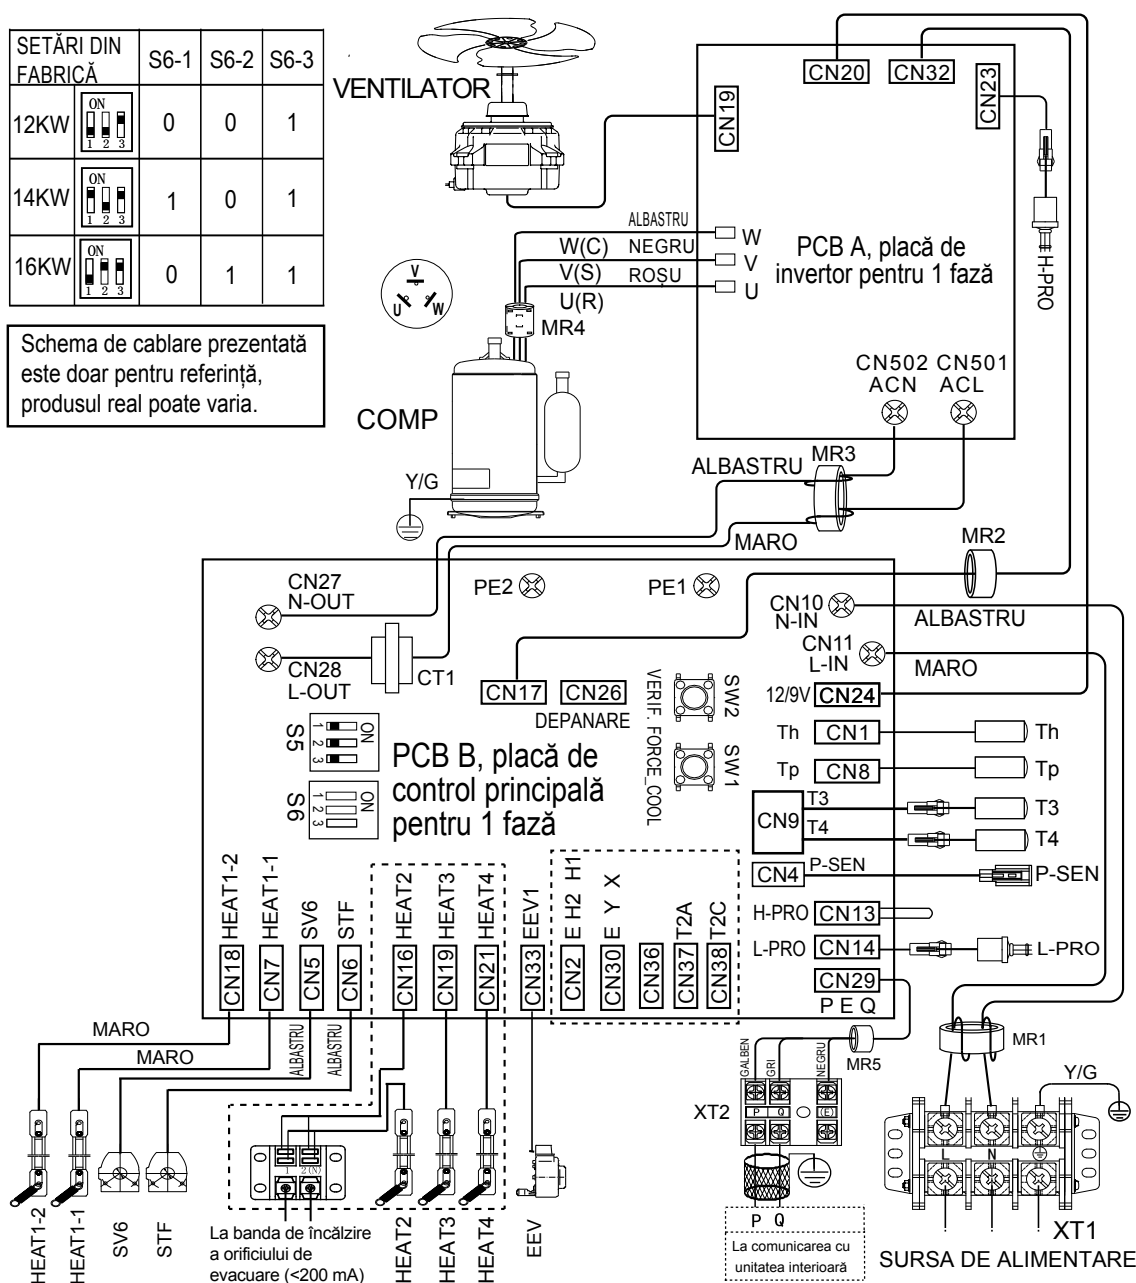 SETĂRI DIN
FABRICĂ
S6-1
S6-2
S6-3
12KW
ON
1 2 3
0
0
1
14KW
ON
1 2 3
1
0
1
16KW
ON
1 2 3
0
1
1
Schema de cablare prezentată
este doar pentru referință,
produsul real poate varia.
VENTILATOR
CN20
CN32
CN23
CN19
H-PRO
ALBASTRU
W(C)
NEGRU
V(S)
ROȘU
U(R)
W
V
U
PCB A, placă de
invertor pentru 1 fază
V
U
W
MR4
COMP
Y/G
CN502
ACN
CN501
ACL
MR3
ALBASTRU
MARO
MR2
CN27
N-OUT
PE2
PE1
CN10
N-IN
ALBASTRU
CN28
L-OUT
CT1
CN11
L-IN
MARO
CN17
CN26
DEPANARE
SW2
VERIF.
FORCE_COOL
SW1
12/9V
CN24
S5
ON
1
2
3
S6
ON
1
2
3
PCB B, placă de
control principală
pentru 1 fază
Th
CN1
Th
Tp
CN8
Tp
CN9
T3
T3
T4
T4
CN4
P-SEN
P-SEN
H-PRO
CN13
L-PRO
CN14
L-PRO
CN29
P E Q
HEAT1-2
HEAT1-1
SV6
STF
HEAT2
HEAT3
HEAT4
EEV1
E H2 H1
E Y X
T2A
T2C
CN18
CN7
CN5
CN6
CN16
CN19
CN21
CN33
CN2
CN30
CN36
CN37
CN38
MARO
MARO
ALBASTRU
ALBASTRU
GALBEN
GRI
NEGRU
MR5
MR1
Y/G
XT2
P
Q
(E)
L
N
1
2(N)
P Q
XT1
La comunicarea cu
unitatea interioară
SURSA DE ALIMENTARE
HEAT1-2
HEAT1-1
SV6
STF
La banda de încălzire
a orificiului de
evacuare (<200 mA)
HEAT2
HEAT3
HEAT4
EEV